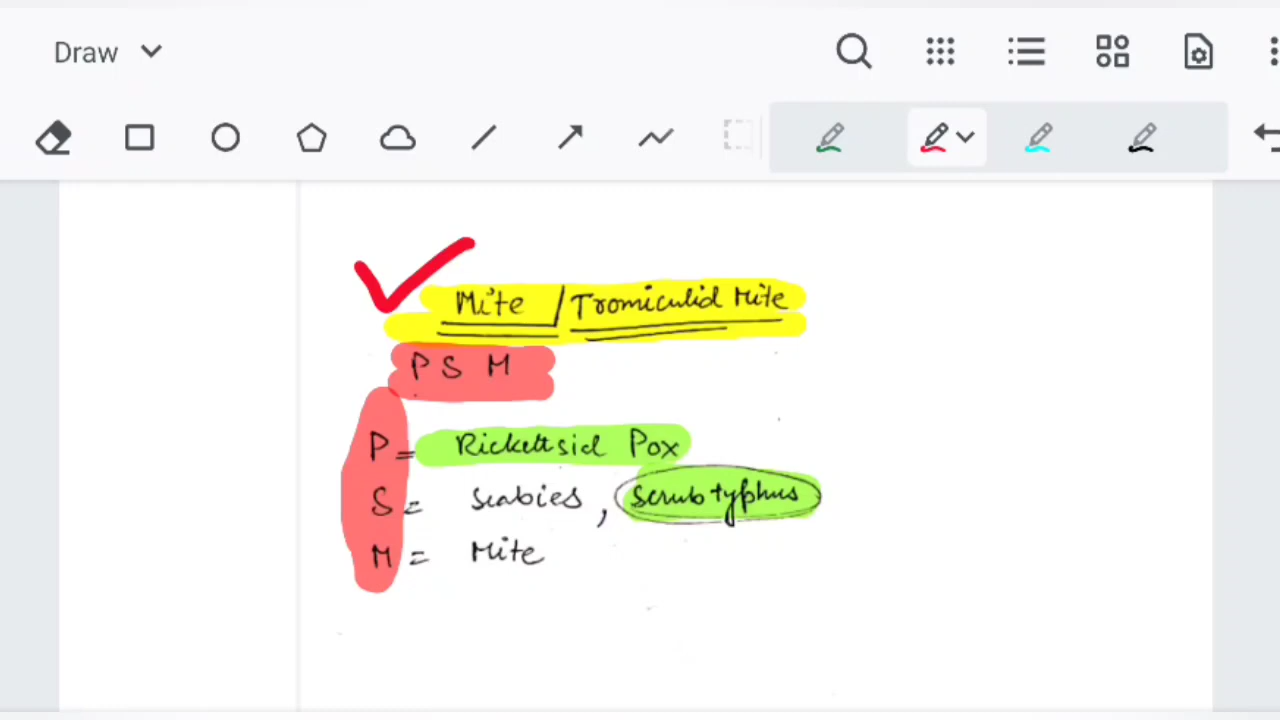 Draw
Mite / Tromiculid Mite
P S M
P = Rickettsial Pox
S = Scabies, Scrub typhus
M = Mite